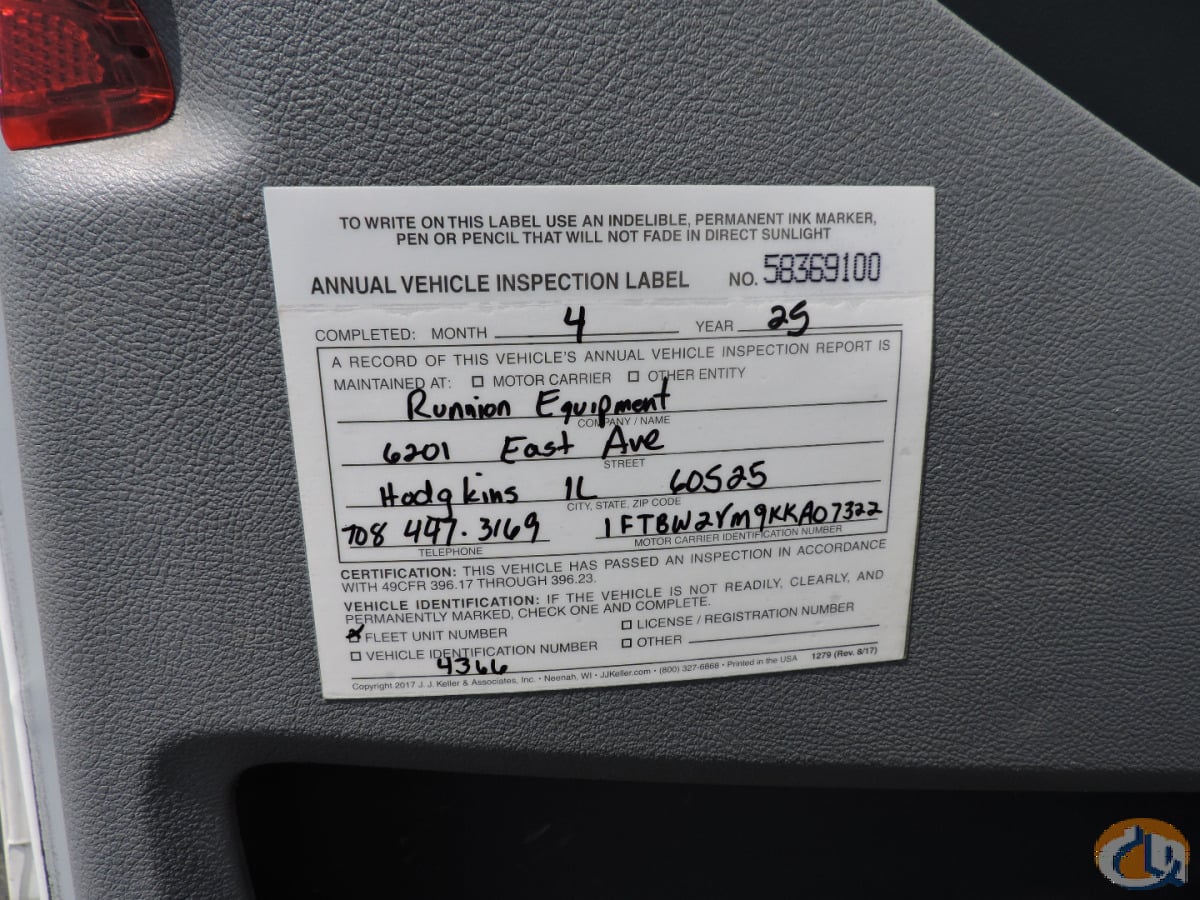 TO WRITE ON THIS LABEL USE AN INDELIBLE, PERMANENT INK MARKER,
PEN OR PENCIL THAT WILL NOT FADE IN DIRECT SUNLIGHT
ANNUAL VEHICLE INSPECTION LABEL NO. 58369100
COMPLETED: MONTH 4 YEAR 25
A RECORD OF THIS VEHICLE'S ANNUAL VEHICLE INSPECTION REPORT IS
MAINTAINED AT: ☐ MOTOR CARRIER ☐ OTHER ENTITY
Runnion Equipment
COMPANY / NAME
6201 East Ave
STREET
Hodgkins IL 60525
CITY, STATE, ZIP CODE
708 447.3169 1FTBW2YM9KKA07322
TELEPHONE MOTOR CARRIER IDENTIFICATION NUMBER
CERTIFICATION: THIS VEHICLE HAS PASSED AN INSPECTION IN ACCORDANCE
WITH 49CFR 396.17 THROUGH 396.23.
VEHICLE IDENTIFICATION: IF THE VEHICLE IS NOT READILY, CLEARLY, AND
PERMANENTLY MARKED, CHECK ONE AND COMPLETE.
☒ FLEET UNIT NUMBER ☐ LICENSE / REGISTRATION NUMBER
☐ VEHICLE IDENTIFICATION NUMBER ☐ OTHER
4366
Copyright 2017 J. J. Keller & Associates, Inc. • Neenah, WI • JJKeller.com • (800) 327-6868 • Printed in the USA 1279 (Rev. 8/17)